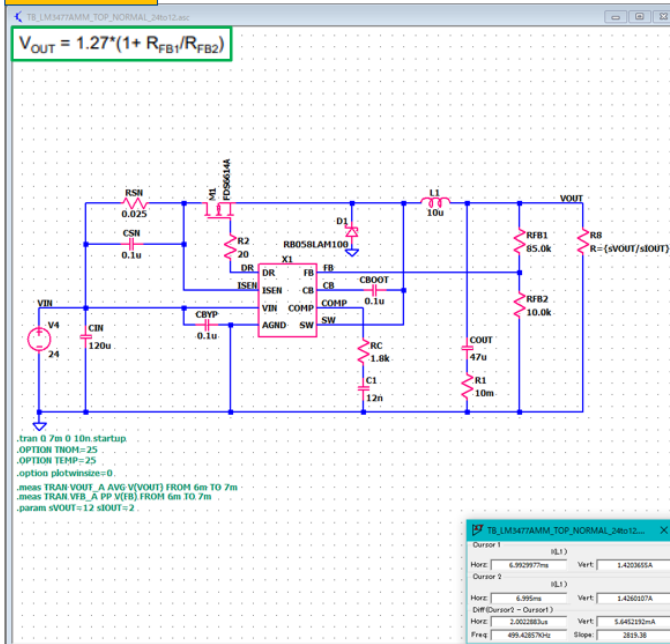 TB_LM3477AMM_TOP_NORMAL_24to12.asc
VOUT = 1.27*(1+ RFB1/RFB2)
RSN
0.025
CSN
0.1u
M1
FDS6614A
R2
20
D1
RB058LAM100
L1
10u
VOUT
RFB1
85.0k
R8
R={sVOUT/sIOUT}
X1
DR
DR
FB
FB
ISEN
ISEN
CB
CB
CBOOT
0.1u
VIN
VIN
COMP
COMP
AGND
SW
SW
RFB2
10.0k
V4
24
CIN
120u
CBYP
0.1u
RC
1.8k
C1
12n
COUT
47u
R1
10m
.tran 0 7m 0 10n startup
.OPTION TNOM=25
.OPTION TEMP=25
.option plotwinsize=0
.meas TRAN VOUT_A AVG V(VOUT) FROM 6m TO 7m
.meas TRAN VFB_A PP V(FB) FROM 6m TO 7m
.param sVOUT=12 sIOUT=2
TB_LM3477AMM_TOP_NORMAL_24to12....
Cursor 1
I(L1)
Horz: 6.9929977ms Vert: 1.4203655A
Cursor 2
I(L1)
Horz: 6.995ms Vert: 1.4260107A
Diff (Cursor2 - Cursor1)
Horz: 2.0022883us Vert: 5.6452192mA
Freq: 499.42857KHz Slope: 2819.38